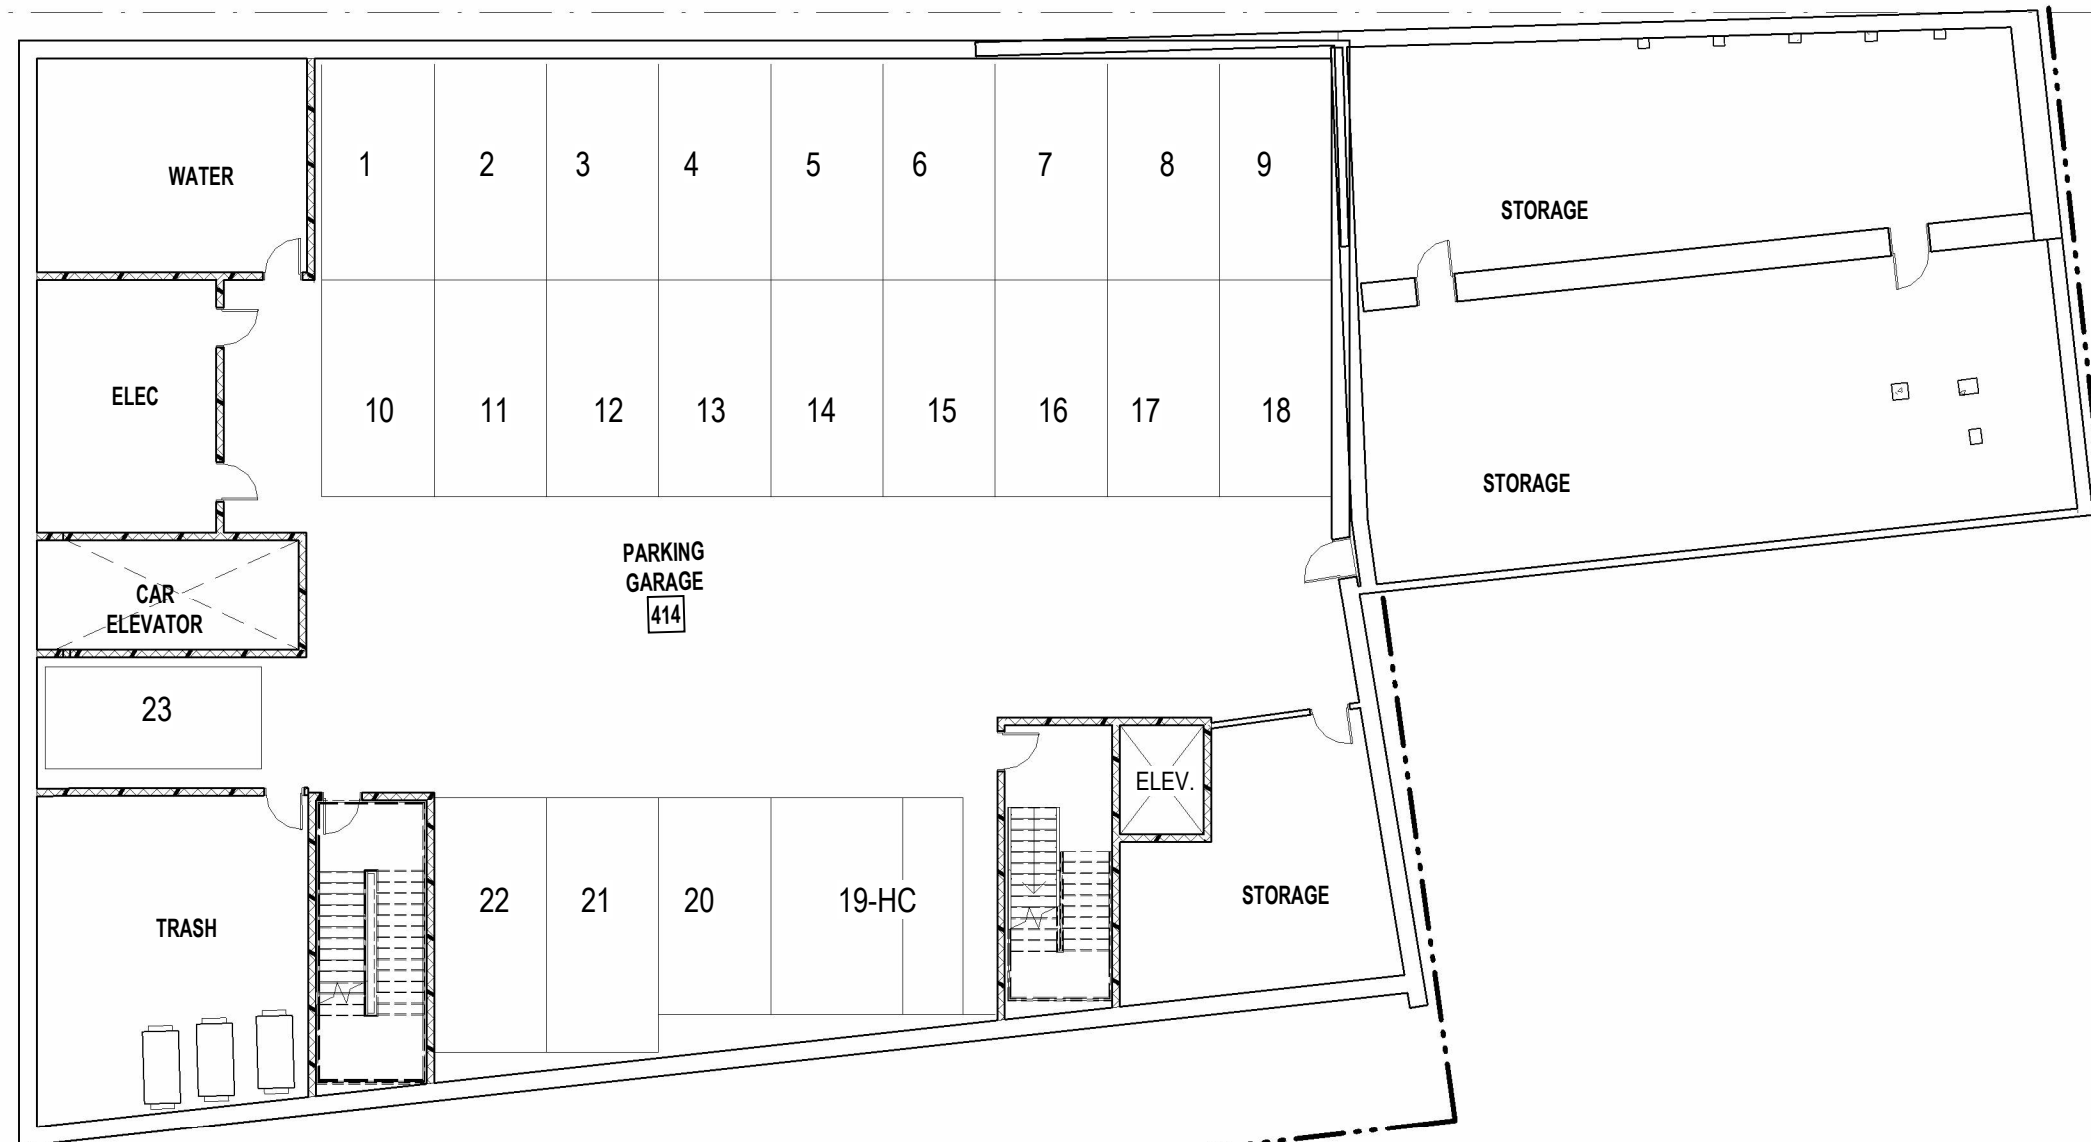 1
2
3
4
5
6
7
8
9
WATER
STORAGE
10
11
12
13
14
15
16
17
18
ELEC
STORAGE
PARKING
GARAGE
414
CAR
ELEVATOR
23
ELEV.
22
21
20
19-HC
STORAGE
TRASH